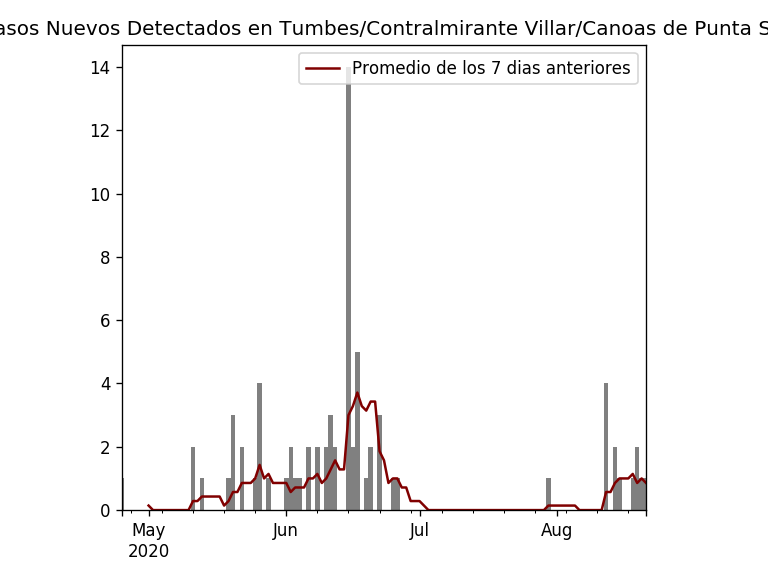 Nuevos Detectados en Tumbes/Contralmirante Villar/Canoas de Punta
Promedio de los 7 dias anteriores
14
12
10
8
6
4
2
0
May
2020
Jun
Jul
Aug